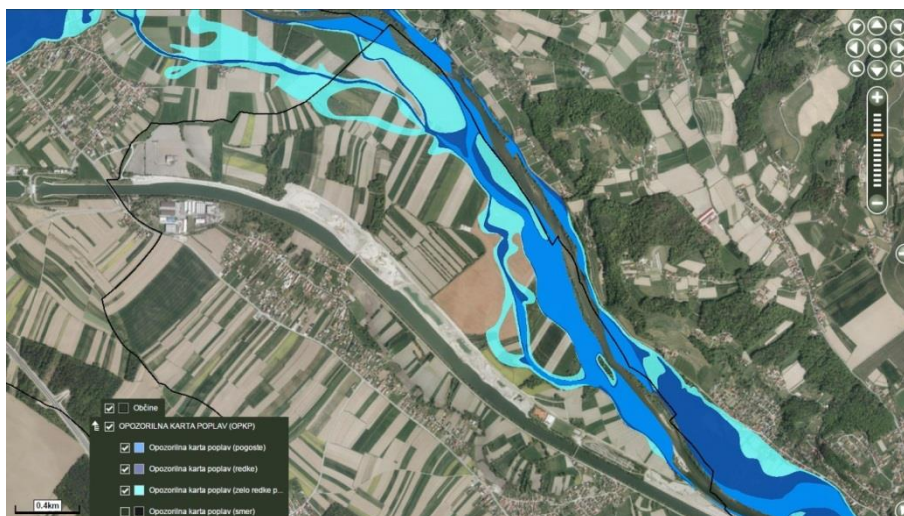 Občine
OPOZORILNA KARTA POPLAV (OPKP)
Opozorilna karta poplav (pogoste)
Opozorilna karta poplav (redke)
Opozorilna karta poplav (zelo redke p...
Opozorilna karta poplav (smer)
0.4km